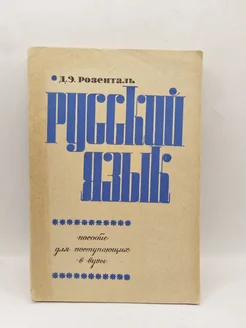 Д.Э. Розенталь
Русский
язык
пособие
для поступающих
в вузы